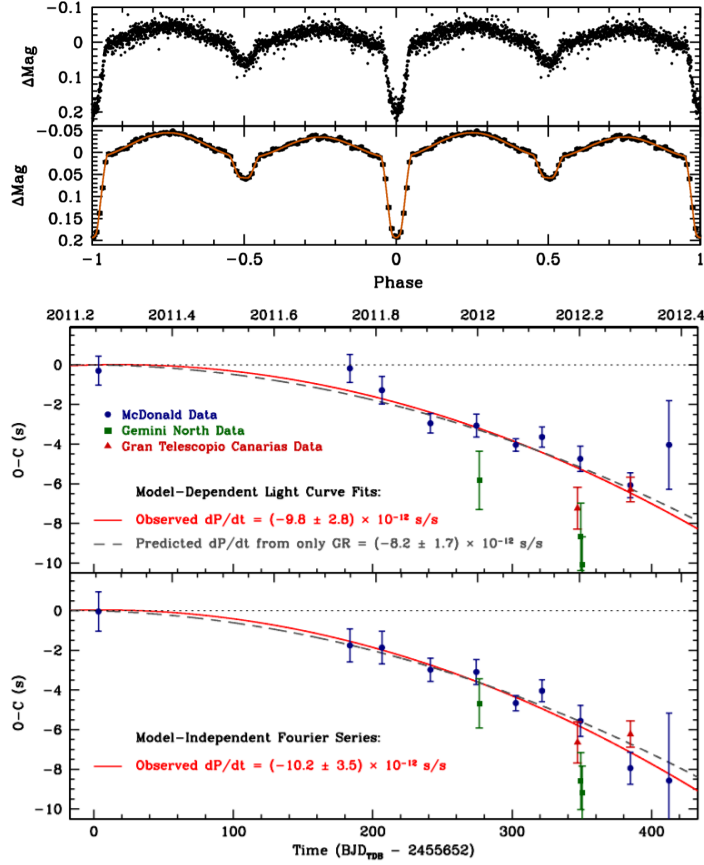 -0.1
0
0.1
0.2
ΔMag
-0.05
0
0.05
0.1
0.15
0.2
ΔMag
-1 -0.5 0 0.5 1
Phase
2011.2 2011.4 2011.6 2011.8 2012 2012.2 2012.4
0
-2
-4
-6
-8
-10
O-C (s)
McDonald Data
Gemini North Data
Gran Telescopio Canarias Data
Model-Dependent Light Curve Fits:
Observed dP/dt = (-9.8 ± 2.8) × 10⁻¹² s/s
Predicted dP/dt from only GR = (-8.2 ± 1.7) × 10⁻¹² s/s
0
-2
-4
-6
-8
-10
O-C (s)
Model-Independent Fourier Series:
Observed dP/dt = (-10.2 ± 3.5) × 10⁻¹² s/s
0 100 200 300 400
Time (BJD_TDB - 2455652)